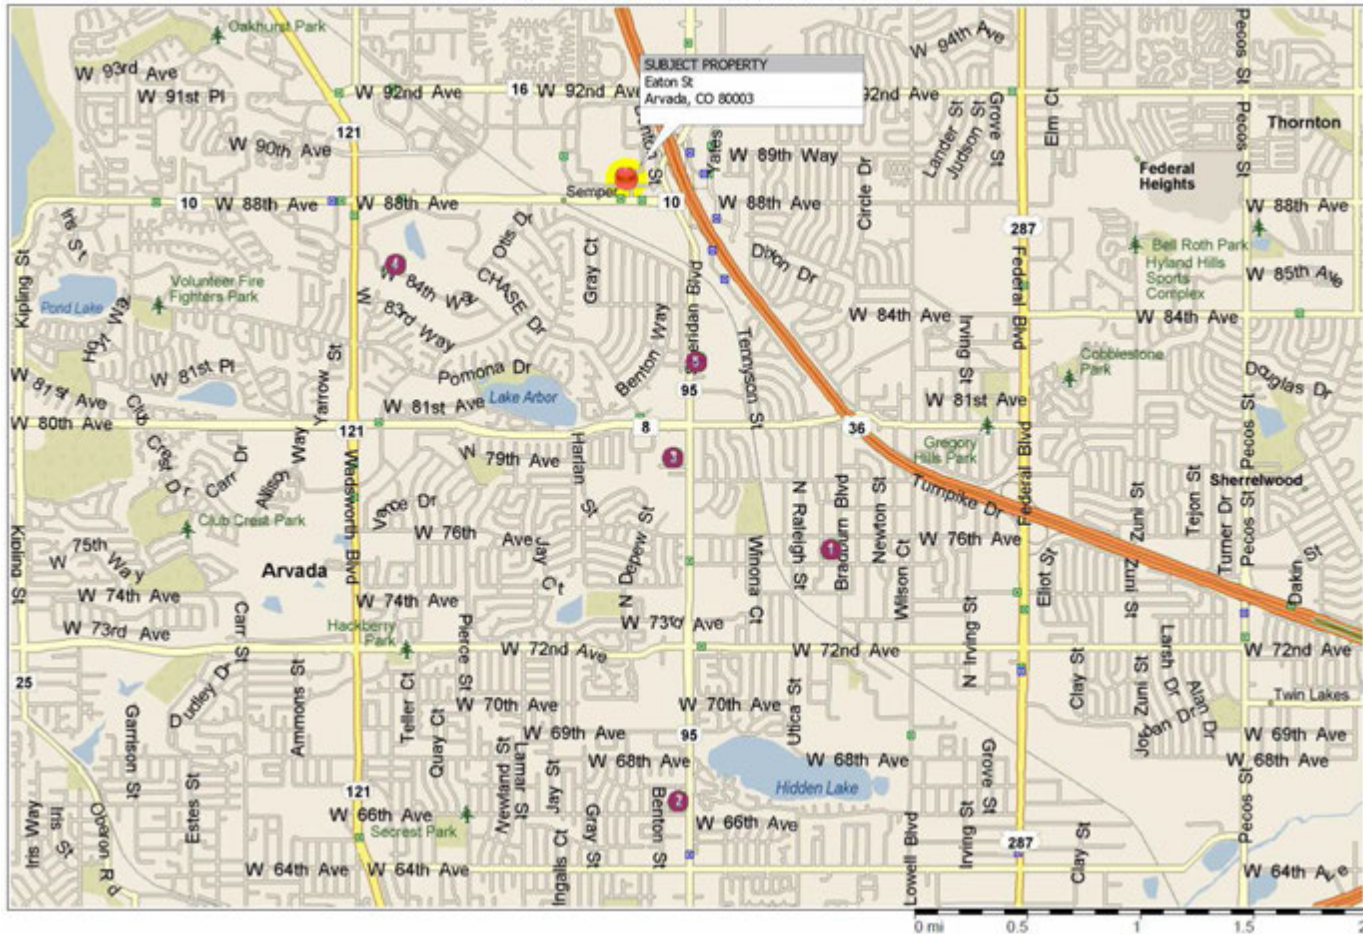 Oakhurst Park
W 94th Ave
Pecos St
SUBJECT PROPERTY
Eaton St
Arvada, CO 80003
W 93rd Ave
W 91st Pl
W 92nd Ave
16
W 92nd Ave
92nd Ave
Lander St
Judson St
Grove St
Elm Ct
Pecos St
Thornton
121
W 90th Ave
Yates
W 89th Way
Circle Dr
Federal
Heights
Semper
10
W 88th Ave
W 88th Ave
10
W 88th Ave
287
W 88th Ave
Iris St
Otis Dr
Gray Ct
Dixon Dr
Bell Roth Park
Hyland Hills
Sports
Complex
W 85th Ave
Kipling St
Pond Lake
Volunteer Fire
Fighters Park
4
W 84th Way
CHASE Dr
W 83rd Way
W 84th Ave
Federal Blvd
W 84th Ave
Irving St
Cobblestone
Park
Benton Way
5
Tennyson St
W 81st Pl
Yarrow St
Pomona Dr
Lake Arbor
95
Douglas Dr
W 81st Ave
W 81st Ave
W 81st Ave
W 80th Ave
121
8
36
Club Crest Dr
Carr Dr
Allison Way
Wadsworth Blvd
W 79th Ave
Harlan St
3
Gregory
Hills Park
Federal Blvd
Pecos St
Sherrelwood
Turnpike Dr
Vance Dr
Club Crest Park
W 76th Ave
Jay Ct
N Depew St
Winona Ct
N Raleigh St
1
Bradburn Blvd
Newton St
Wilson Ct
W 76th Ave
Zuni St
Tejon St
Turner Dr
Pecos St
Kipling St
W 75th Way
Arvada
Eliot St
Zuni St
Dakin St
W 74th Ave
W 74th Ave
W 73rd Ave
W 73rd Ave
Carr St
Hackberry
Park
Pierce St
W 72nd Ave
W 72nd Ave
N Irving St
W 72nd Ave
25
Dudley Dr
Ammons St
Teller Ct
Clay St
Zuni St
Larsh Dr
Alan Dr
Jordan Dr
Twin Lakes
W 70th Ave
W 70th Ave
Utica St
Garrison St
Quay Ct
W 69th Ave
95
W 69th Ave
Newland St
Lamar St
Jay St
W 68th Ave
W 68th Ave
Grove St
W 68th Ave
Hidden Lake
121
Iris Way
Iris St
Oberon Rd
Estes St
W 66th Ave
Secrest Park
Gray St
Benton St
2
W 66th Ave
Lowell Blvd
Irving St
287
Clay St
Pecos St
W 64th Ave
W 64th Ave
Ingalls Ct
W 64th Ave
0 mi 0.5 1 1.5 2